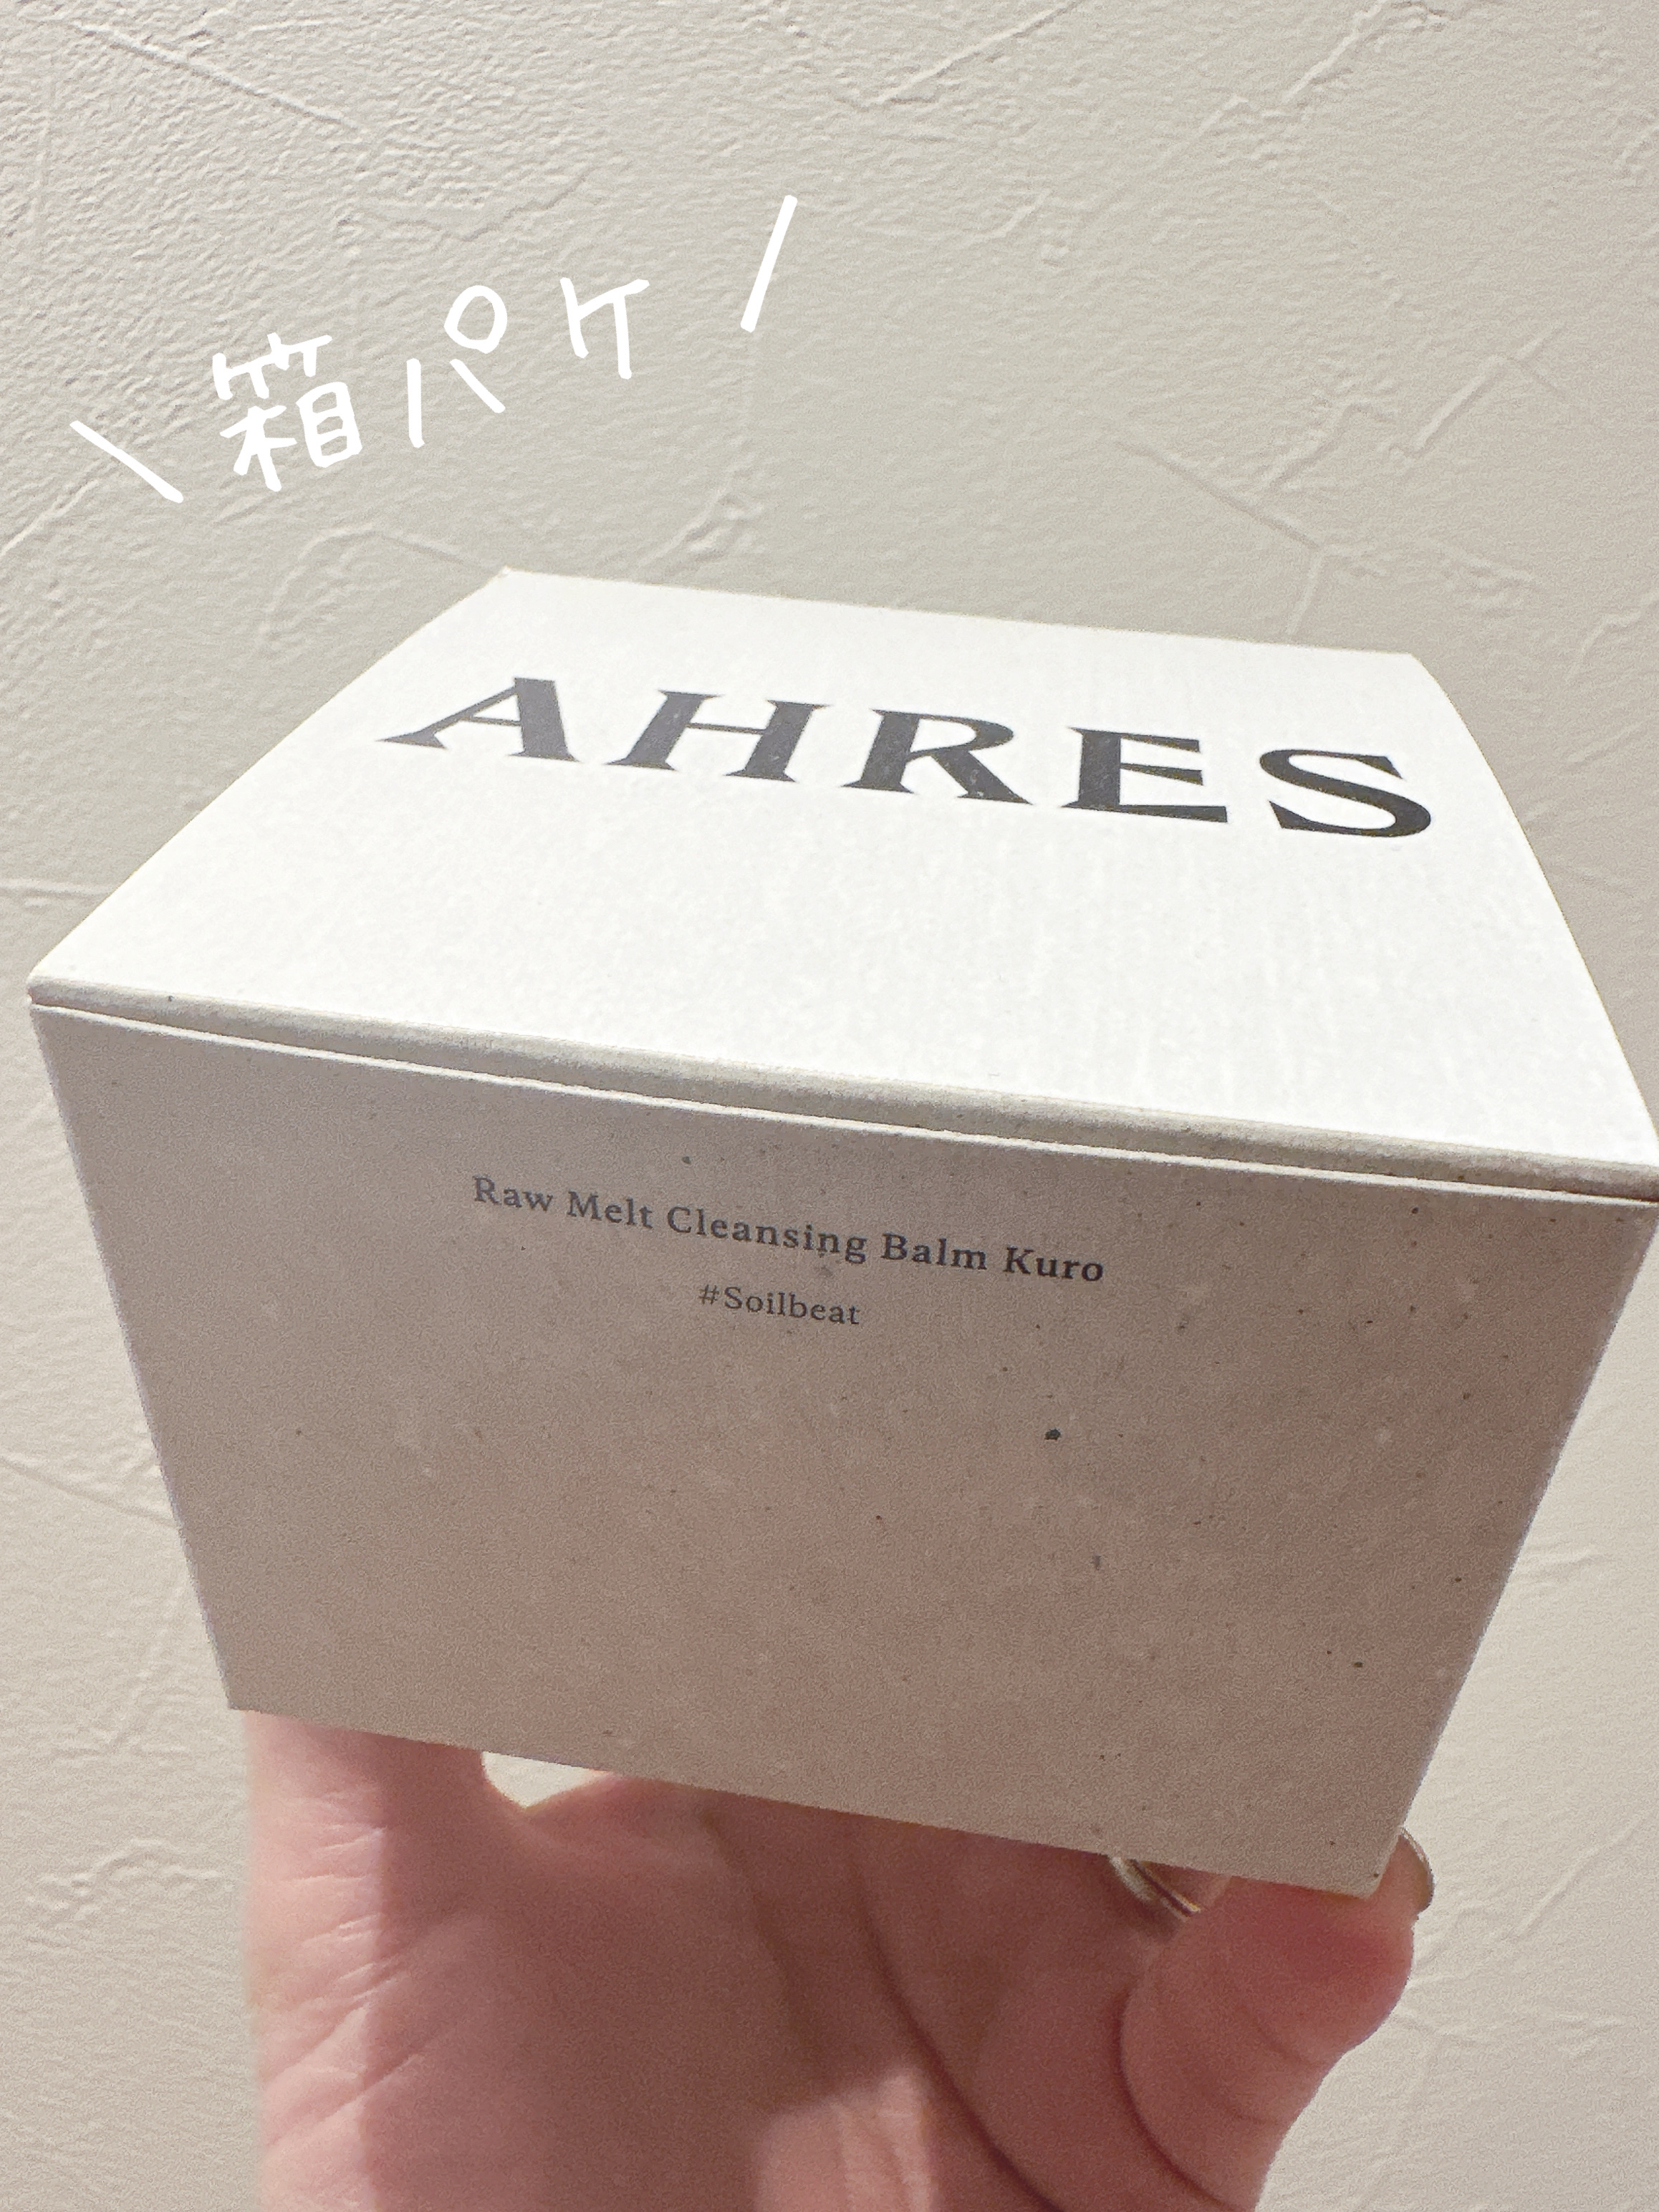 \ 箱パケ /
AHRES
Raw Melt Cleansing Balm Kuro
#Soilbeat